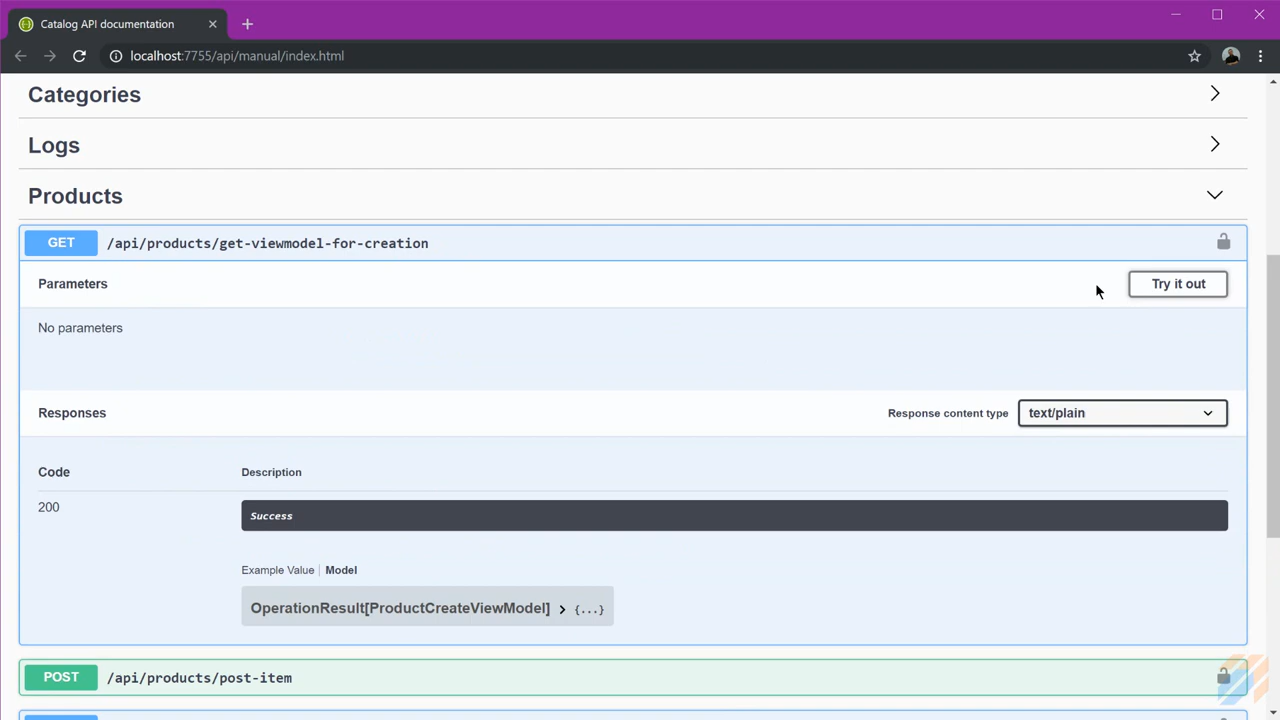 Catalog API documentation
localhost:7755/api/manual/index.html
Categories
Logs
Products
GET /api/products/get-viewmodel-for-creation
Parameters
Try it out
No parameters
Responses
Response content type text/plain
Code Description
200
Success
Example Value Model
OperationResult[ProductCreateViewModel] > {...}
POST /api/products/post-item